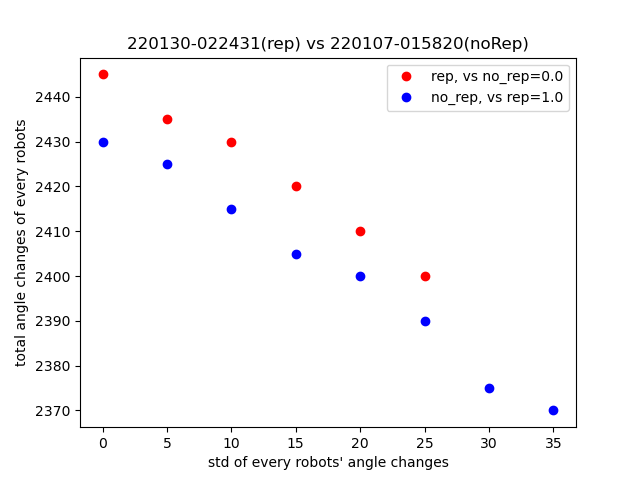 220130-022431(rep) vs 220107-015820(noRep)
rep, vs no_rep=0.0
no_rep, vs rep=1.0
total angle changes of every robots
2440
2430
2420
2410
2400
2390
2380
2370
0 5 10 15 20 25 30 35
std of every robots' angle changes